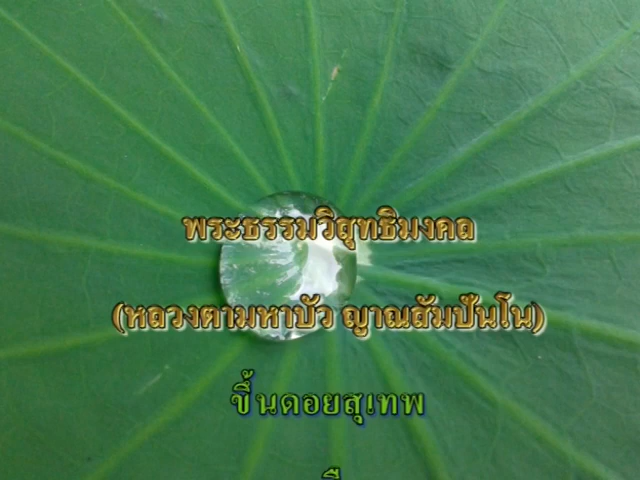 พระธรรมวิสุทธิมงคล
(หลวงตามหาบัว ญาณสัมปันโน)
ขึ้นดอยสุเทพ